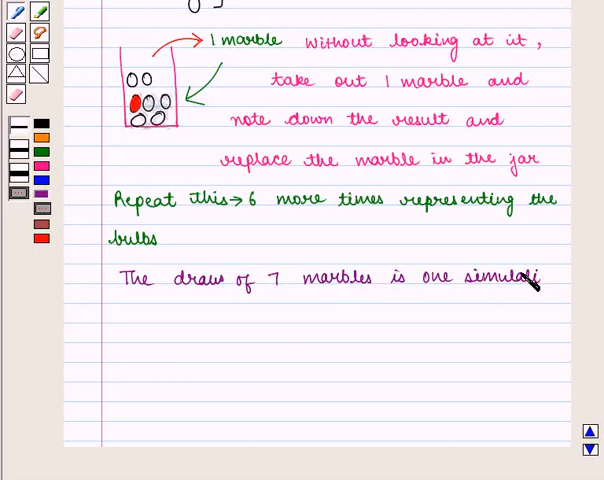 1 marble without looking at it,
take out 1 marble and
note down the result and
replace the marble in the jar
Repeat this→ 6 more times representing the
bulbs
The draw of 7 marbles is one simulati